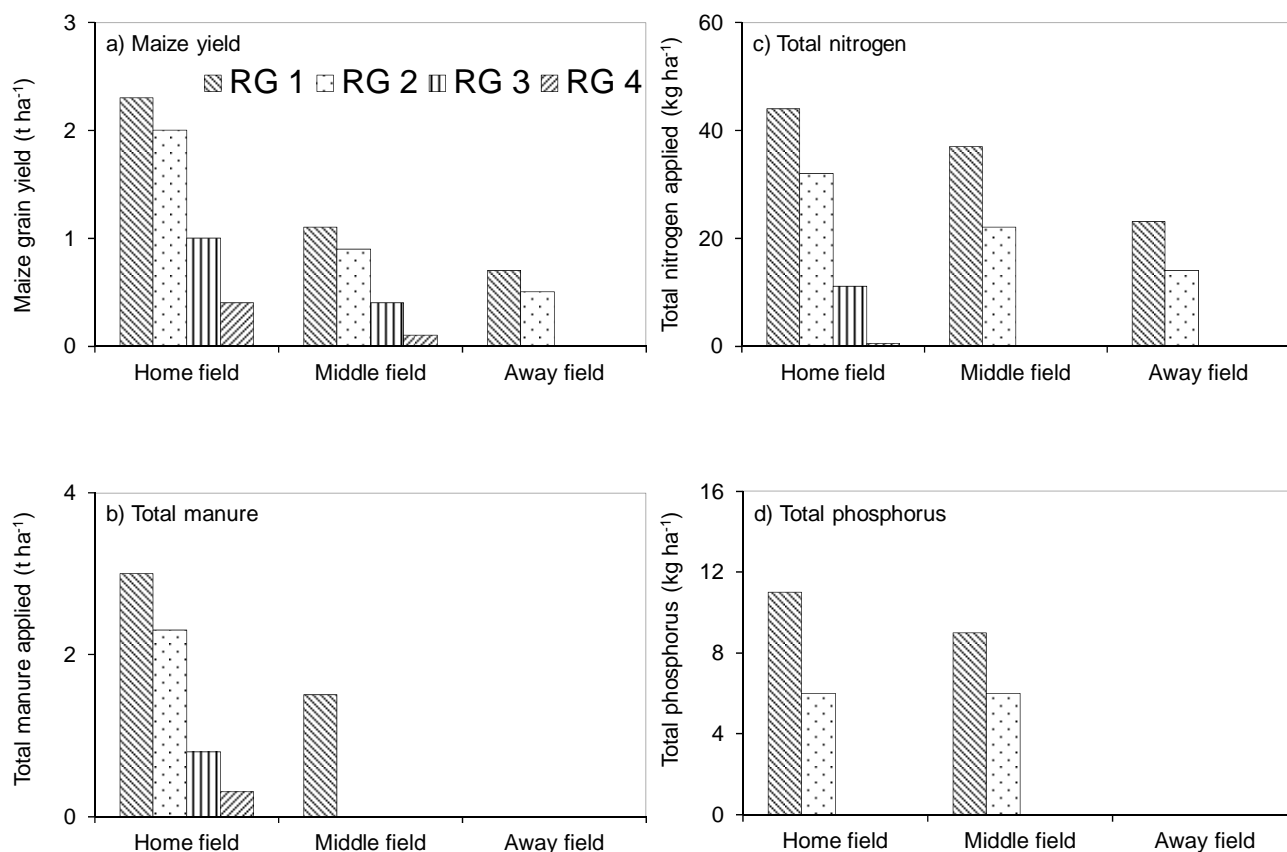 a) Maize yield
RG 1 RG 2 RG 3 RG 4
Maize grain yield (t ha⁻¹)
3
2
1
0
Home field Middle field Away field
c) Total nitrogen
Total nitrogen applied (kg ha⁻¹)
60
40
20
0
Home field Middle field Away field
b) Total manure
Total manure applied (t ha⁻¹)
4
2
0
Home field Middle field Away field
d) Total phosphorus
Total phosphorus (kg ha⁻¹)
16
12
8
4
0
Home field Middle field Away field